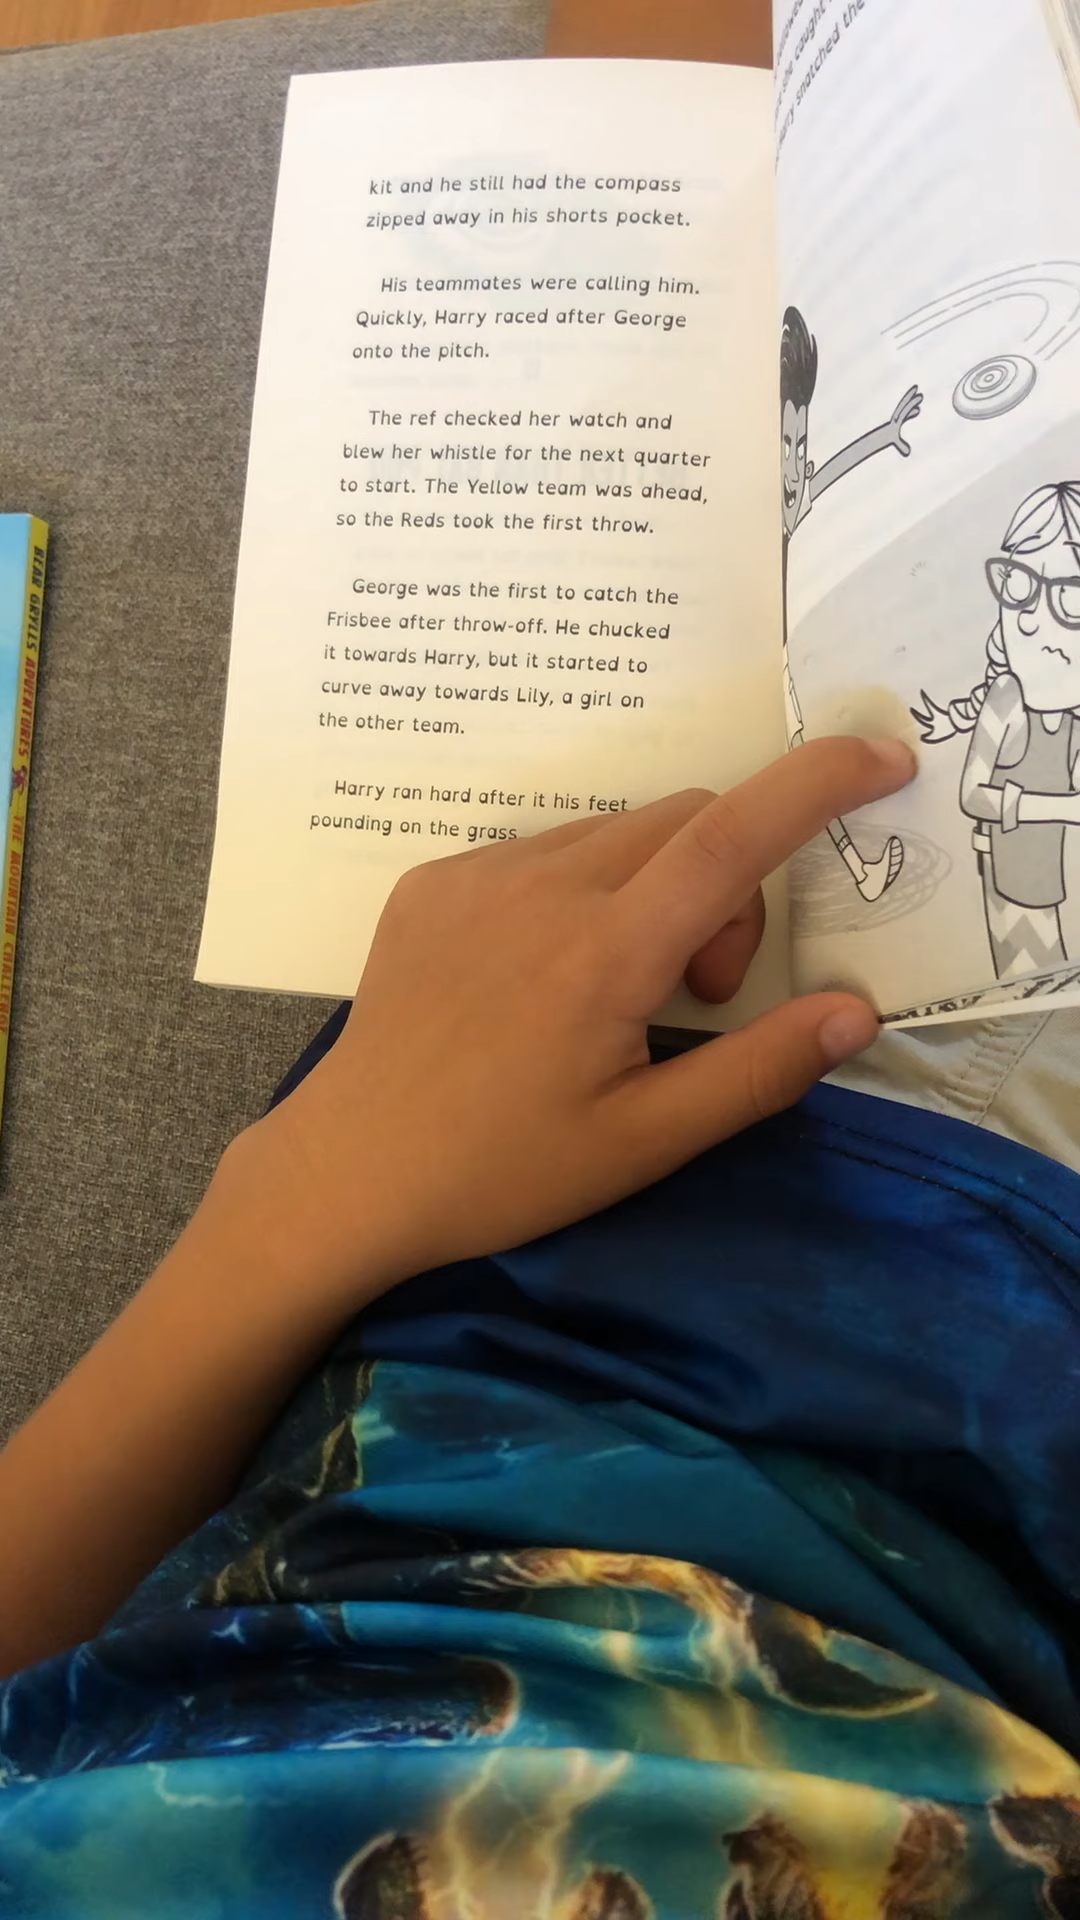 kit and he still had the compass
zipped away in his shorts pocket.
His teammates were calling him.
Quickly, Harry raced after George
onto the pitch.
The ref checked her watch and
blew her whistle for the next quarter
to start. The Yellow team was ahead,
so the Reds took the first throw.
George was the first to catch the
Frisbee after throw-off. He chucked
it towards Harry, but it started to
curve away towards Lily, a girl on
the other team.
Harry ran hard after it his feet
pounding on the grass
she caught
Harry snatched the
BEAR GRYLLS ADVENTURES THE MOUNTAIN CHALLENGE